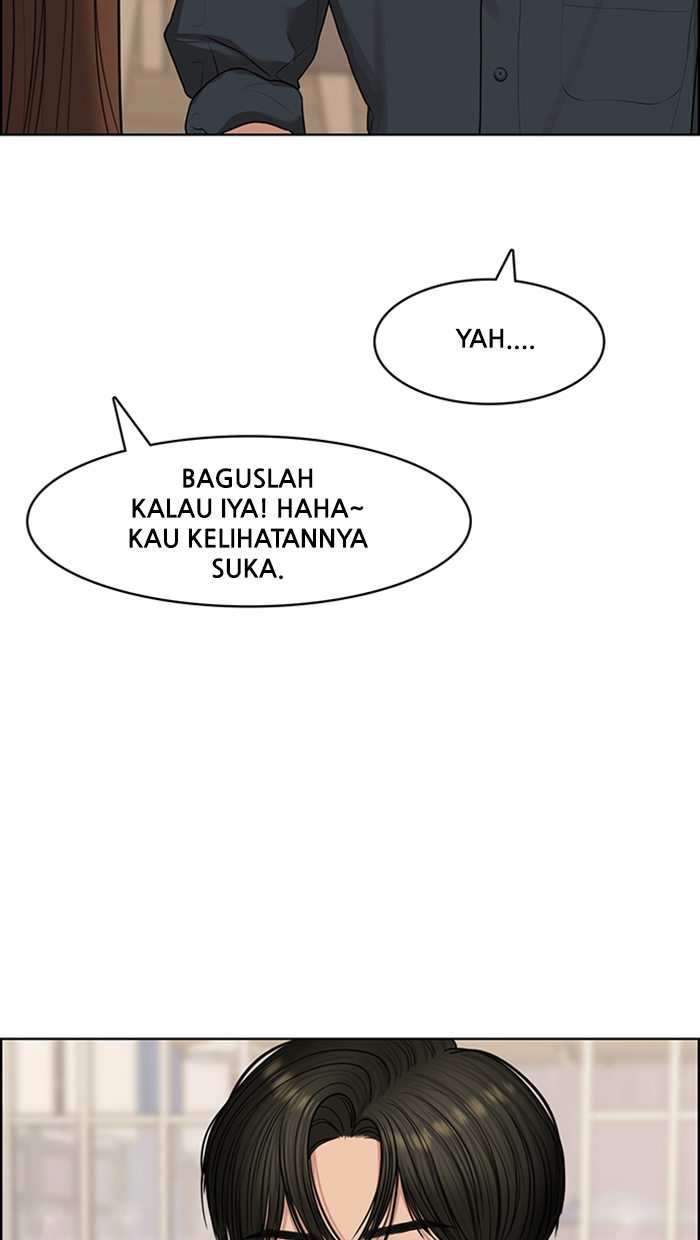 YAH....
BAGUSLAH
KALAU IYA! HAHA~
KAU KELIHATANNYA
SUKA.